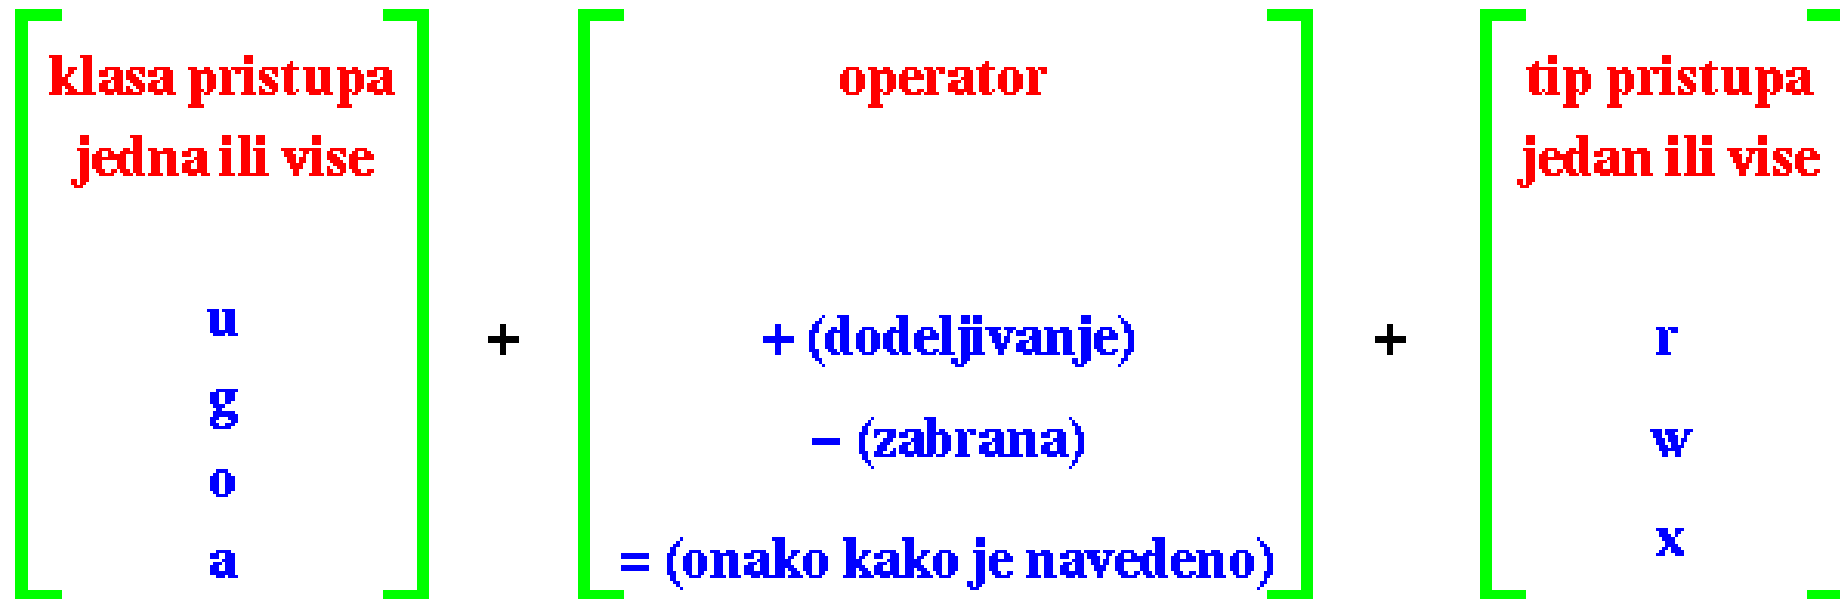 klasa pristupa
jedna ili vise
u
g
o
a
+
operator
+ (dodeljivanje)
– (zabrana)
= (onako kako je navedeno)
+
tip pristupa
jedan ili vise
r
w
x